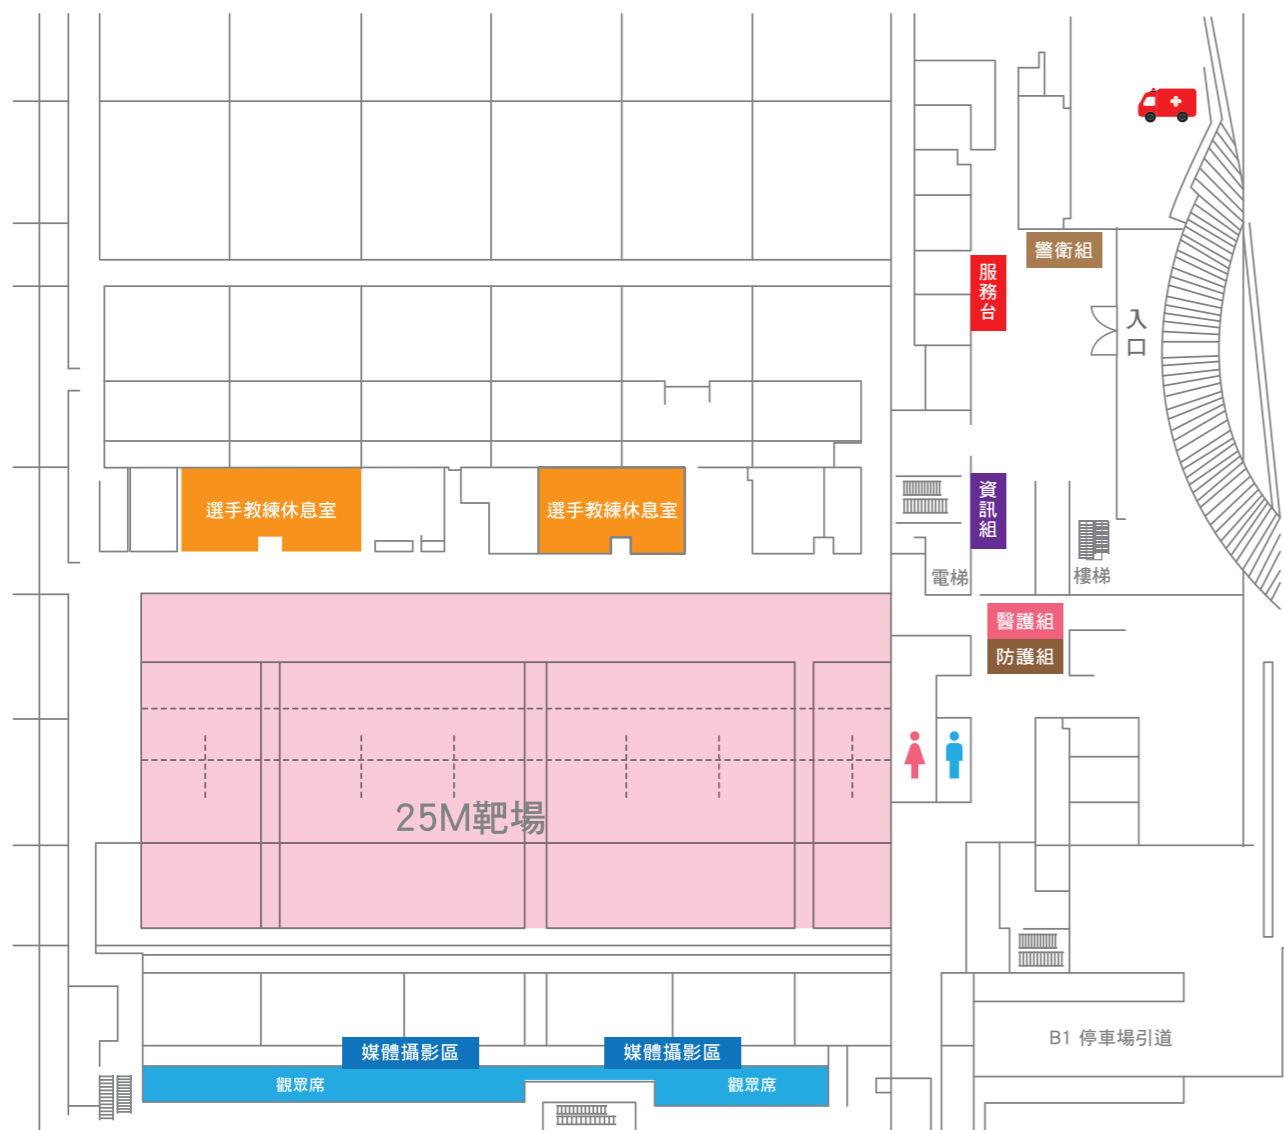 警衛組
服務台
入口
選手教練休息室
選手教練休息室
資訊組
電梯
樓梯
醫護組
防護組
25M靶場
B1 停車場引道
媒體攝影區
媒體攝影區
觀眾席
觀眾席